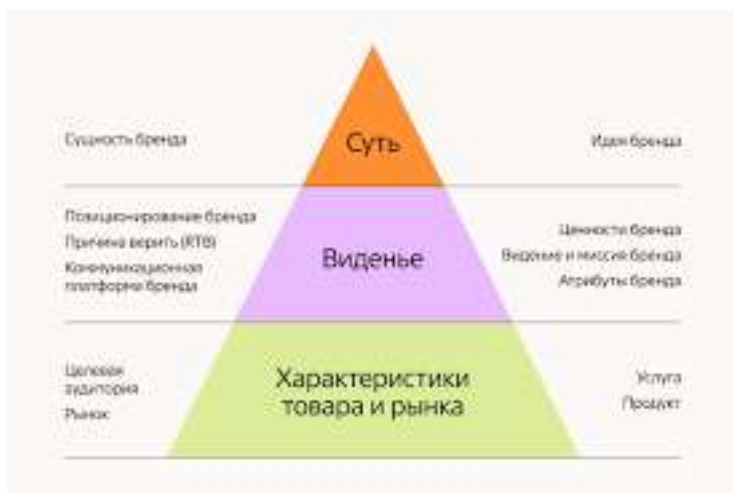 Суть
Сущность бренда
Идея бренда
Позиционирование бренда
Причина верить (RTB)
Коммуникационная
платформа бренда
Виденье
Ценности бренда
Видение и миссия бренда
Атрибуты бренда
Целевая
аудитория
Рынок
Характеристики
товара и рынка
Услуга
Продукт